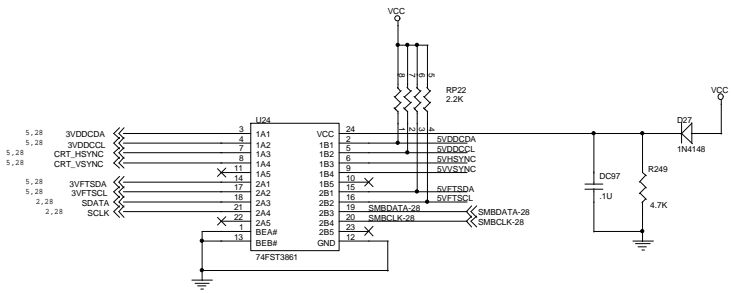 VCC
8
7
6
5
RP22
2.2K
1
2
3
4
VCC
D27
1N4148
DC97
.1U
R249
4.7K
U24
5,28 3VDDCDA 3 1A1 VCC 24
5,28 3VDDCCL 4 1A2 1B1 2 5VDDCDA
5,28 CRT_HSYNC 7 1A3 1B2 5 5VDDCCL
5,28 CRT_VSYNC 8 1A4 1B3 6 5VHSYNC
11 1A5 1B4 9 5VVSYNC
5,28 3VFTSDA 14 2A1 1B5 10
5,28 3VFTSCL 17 2A2 2B1 15 5VFTSDA
2,28 SDATA 18 2A3 2B2 16 5VFTSCL
2,28 SCLK 21 2A4 2B3 19 SMBDATA-28 SMBDATA-28
22 2A5 2B4 20 SMBCLK-28 SMBCLK-28
1 BEA# 2B5 23
13 BEB# GND 12
74FST3861